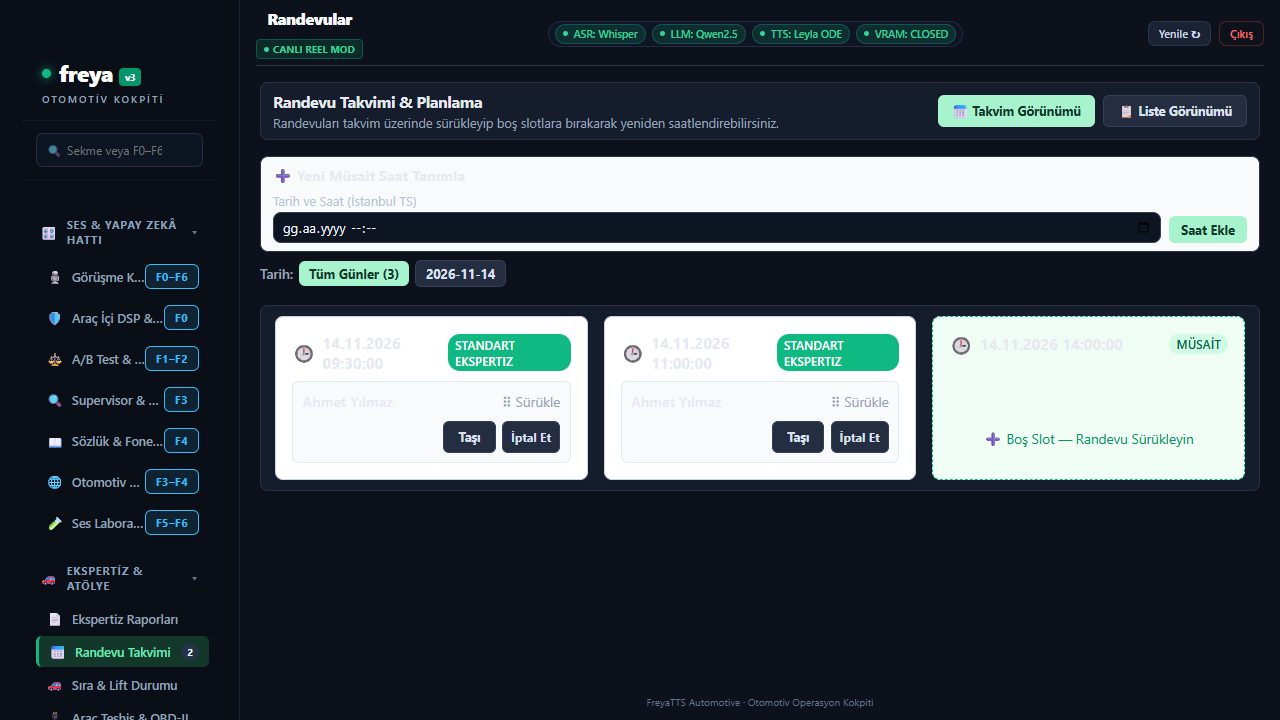 freya v3
OTOMOTİV KOKPİTİ
Sekme veya F0–F6
SES & YAPAY ZEKÂ
HATTI
Görüşme K... F0–F6
Araç İçi DSP &... F0
A/B Test & ... F1–F2
Supervisor & ... F3
Sözlük & Fone... F4
Otomotiv ... F3–F4
Ses Labora... F5–F6
EKSPERTİZ &
ATÖLYE
Ekspertiz Raporları
Randevu Takvimi 2
Sıra & Lift Durumu
Araç Teşhis & OBD-II
Randevular
CANLI REEL MOD
ASR: Whisper
LLM: Qwen2.5
TTS: Leyla ODE
VRAM: CLOSED
Yenile ↻
Çıkış
Randevu Takvimi & Planlama
Randevuları takvim üzerinde sürükleyip boş slotlara bırakarak yeniden saatlendirebilirsiniz.
Takvim Görünümü
Liste Görünümü
Yeni Müsait Saat Tanımla
Tarih ve Saat (İstanbul TS)
gg.aa.yyyy --:--
Saat Ekle
Tarih: Tüm Günler (3) 2026-11-14
14.11.2026
09:30:00
STANDART
EKSPERTIZ
Ahmet Yılmaz
Sürükle
Taşı
İptal Et
14.11.2026
11:00:00
STANDART
EKSPERTIZ
Ahmet Yılmaz
Sürükle
Taşı
İptal Et
14.11.2026 14:00:00
MÜSAİT
Boş Slot — Randevu Sürükleyin
FreyaTTS Automotive · Otomotiv Operasyon Kokpiti